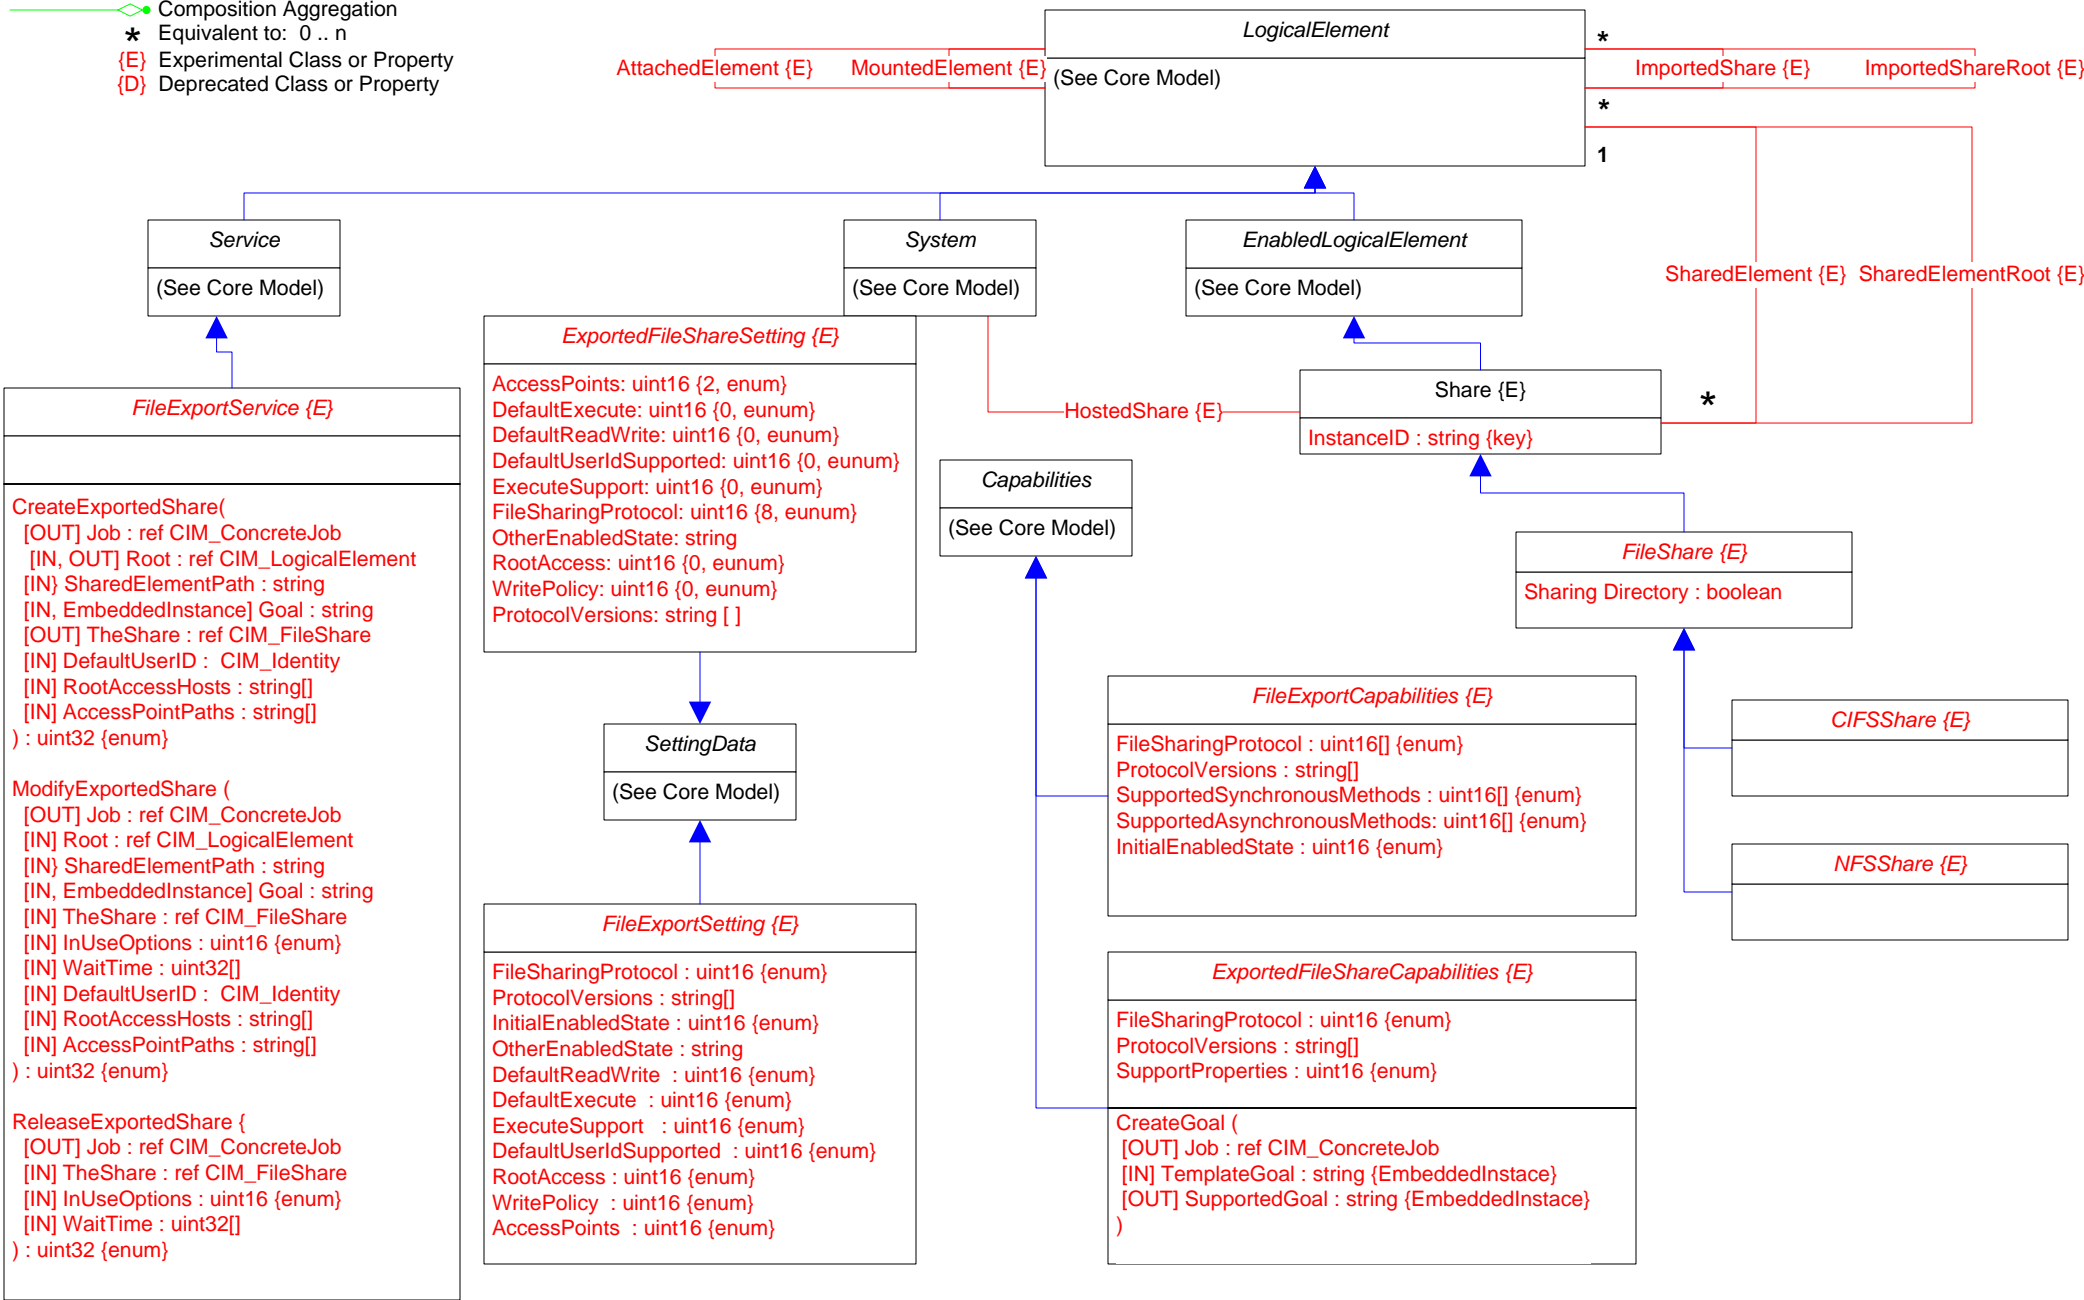 Composition Aggregation
* Equivalent to: 0 .. n
{E} Experimental Class or Property
{D} Deprecated Class or Property
LogicalElement
(See Core Model)
AttachedElement {E}
MountedElement {E}
*
ImportedShare {E}
ImportedShareRoot {E}
*
1
SharedElement {E}
SharedElementRoot {E}
*
Service
(See Core Model)
System
(See Core Model)
EnabledLogicalElement
(See Core Model)
HostedShare {E}
Share {E}
InstanceID : string {key}
FileExportService {E}
CreateExportedShare(
[OUT] Job : ref CIM_ConcreteJob
[IN, OUT] Root : ref CIM_LogicalElement
[IN} SharedElementPath : string
[IN, EmbeddedInstance] Goal : string
[OUT] TheShare : ref CIM_FileShare
[IN] DefaultUserID :  CIM_Identity
[IN] RootAccessHosts : string[]
[IN] AccessPointPaths : string[]
) : uint32 {enum}
ModifyExportedShare (
[OUT] Job : ref CIM_ConcreteJob
[IN] Root : ref CIM_LogicalElement
[IN} SharedElementPath : string
[IN, EmbeddedInstance] Goal : string
[IN] TheShare : ref CIM_FileShare
[IN] InUseOptions : uint16 {enum}
[IN] WaitTime : uint32[]
[IN] DefaultUserID :  CIM_Identity
[IN] RootAccessHosts : string[]
[IN] AccessPointPaths : string[]
) : uint32 {enum}
ReleaseExportedShare {
[OUT] Job : ref CIM_ConcreteJob
[IN] TheShare : ref CIM_FileShare
[IN] InUseOptions : uint16 {enum}
[IN] WaitTime : uint32[]
) : uint32 {enum}
ExportedFileShareSetting {E}
AccessPoints: uint16 {2, enum}
DefaultExecute: uint16 {0, eunum}
DefaultReadWrite: uint16 {0, eunum}
DefaultUserIdSupported: uint16 {0, eunum}
ExecuteSupport: uint16 {0, eunum}
FileSharingProtocol: uint16 {8, eunum}
OtherEnabledState: string
RootAccess: uint16 {0, eunum}
WritePolicy: uint16 {0, eunum}
ProtocolVersions: string [ ]
SettingData
(See Core Model)
FileExportSetting {E}
FileSharingProtocol : uint16 {enum}
ProtocolVersions : string[]
InitialEnabledState : uint16 {enum}
OtherEnabledState : string
DefaultReadWrite  : uint16 {enum}
DefaultExecute  : uint16 {enum}
ExecuteSupport   : uint16 {enum}
DefaultUserIdSupported  : uint16 {enum}
RootAccess : uint16 {enum}
WritePolicy  : uint16 {enum}
AccessPoints  : uint16 {enum}
Capabilities
(See Core Model)
FileShare {E}
Sharing Directory : boolean
FileExportCapabilities {E}
FileSharingProtocol : uint16[] {enum}
ProtocolVersions : string[]
SupportedSynchronousMethods : uint16[] {enum}
SupportedAsynchronousMethods: uint16[] {enum}
InitialEnabledState : uint16 {enum}
CIFSShare {E}
NFSShare {E}
ExportedFileShareCapabilities {E}
FileSharingProtocol : uint16 {enum}
ProtocolVersions : string[]
SupportProperties : uint16 {enum}
CreateGoal (
[OUT] Job : ref CIM_ConcreteJob
[IN] TemplateGoal : string {EmbeddedInstace}
[OUT] SupportedGoal : string {EmbeddedInstace}
)